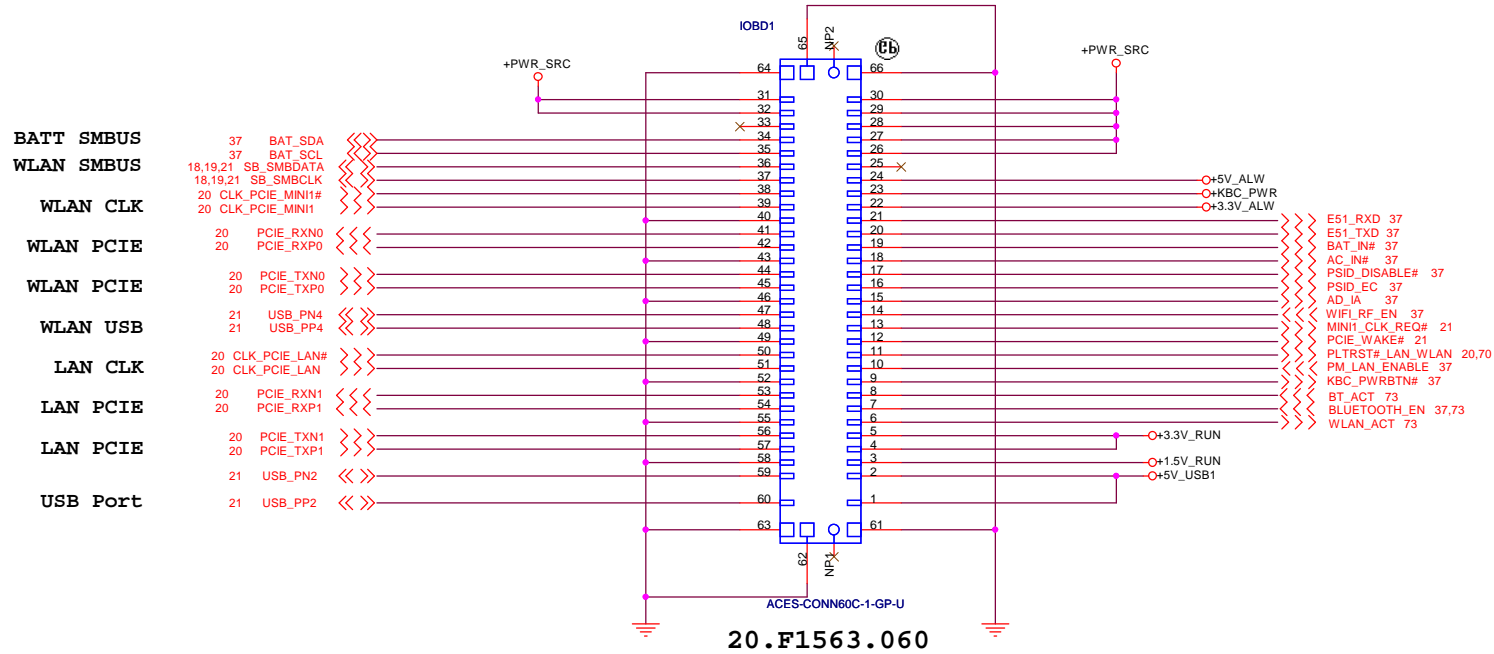 IOBD1
65
NP2
Cb
+PWR_SRC
+PWR_SRC
64
66
31
30
32
29
33
28
BATT SMBUS
37 BAT_SDA
34
27
37 BAT_SCL
35
26
WLAN SMBUS
18,19,21 SB_SMBDATA
36
25
18,19,21 SB_SMBCLK
37
24
+5V_ALW
20 CLK_PCIE_MINI1#
38
23
+KBC_PWR
WLAN CLK
20 CLK_PCIE_MINI1
39
22
+3.3V_ALW
40
21
E51_RXD 37
WLAN PCIE
20 PCIE_RXN0
41
20
E51_TXD 37
20 PCIE_RXP0
42
19
BAT_IN# 37
43
18
AC_IN# 37
WLAN PCIE
20 PCIE_TXN0
44
17
PSID_DISABLE# 37
20 PCIE_TXP0
45
16
PSID_EC 37
46
15
AD_IA 37
WLAN USB
21 USB_PN4
47
14
WIFI_RF_EN 37
21 USB_PP4
48
13
MINI1_CLK_REQ# 21
49
12
PCIE_WAKE# 21
LAN CLK
20 CLK_PCIE_LAN#
50
11
PLTRST#_LAN_WLAN 20,70
20 CLK_PCIE_LAN
51
10
PM_LAN_ENABLE 37
52
9
KBC_PWRBTN# 37
LAN PCIE
20 PCIE_RXN1
53
8
BT_ACT 73
20 PCIE_RXP1
54
7
BLUETOOTH_EN 37,73
55
6
WLAN_ACT 73
LAN PCIE
20 PCIE_TXN1
56
5
+3.3V_RUN
20 PCIE_TXP1
57
4
58
3
+1.5V_RUN
21 USB_PN2
59
2
+5V_USB1
USB Port
21 USB_PP2
60
1
63
61
62
NP1
ACES-CONN60C-1-GP-U
20.F1563.060